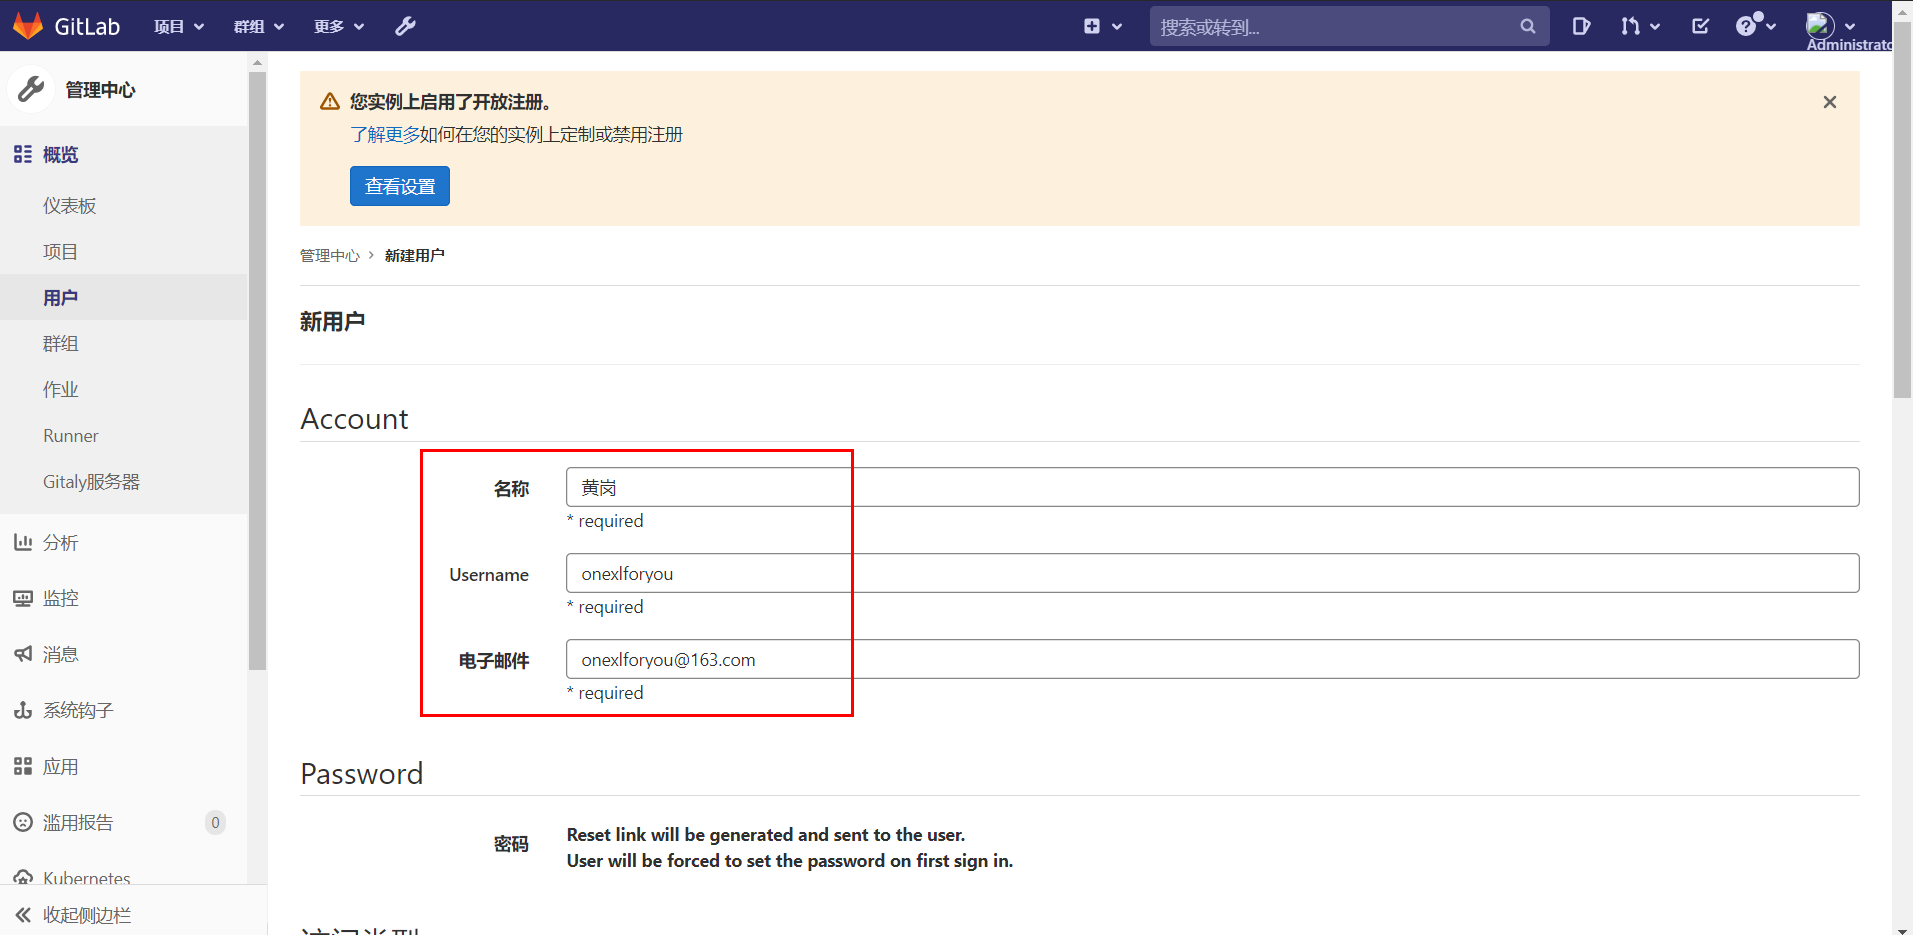 GitLab
项目
群组
更多
搜索或转到...
Administrato
管理中心
概览
仪表板
项目
用户
群组
作业
Runner
Gitaly服务器
分析
监控
消息
系统钩子
应用
滥用报告
0
Kubernetes
收起侧边栏
您实例上启用了开放注册。
了解更多如何在您的实例上定制或禁用注册
查看设置
管理中心 › 新建用户
新用户
Account
名称
黄岗
* required
Username
onexlforyou
* required
电子邮件
onexlforyou@163.com
* required
Password
密码
Reset link will be generated and sent to the user.
User will be forced to set the password on first sign in.
访问类型